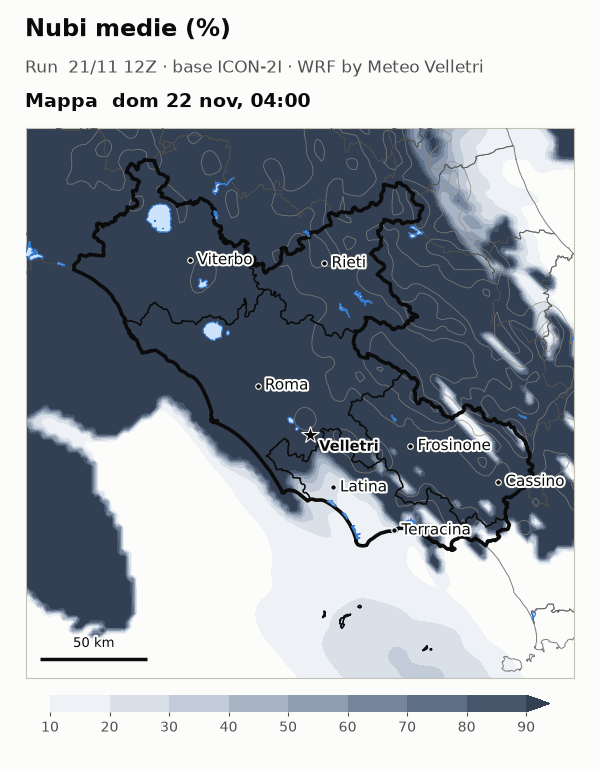 Nubi medie (%)
Run  21/11 12Z · base ICON-2I · WRF by Meteo Velletri
Mappa  dom 22 nov, 04:00
Viterbo
Rieti
Roma
Velletri
Frosinone
Latina
Cassino
Terracina
50 km
10 20 30 40 50 60 70 80 90